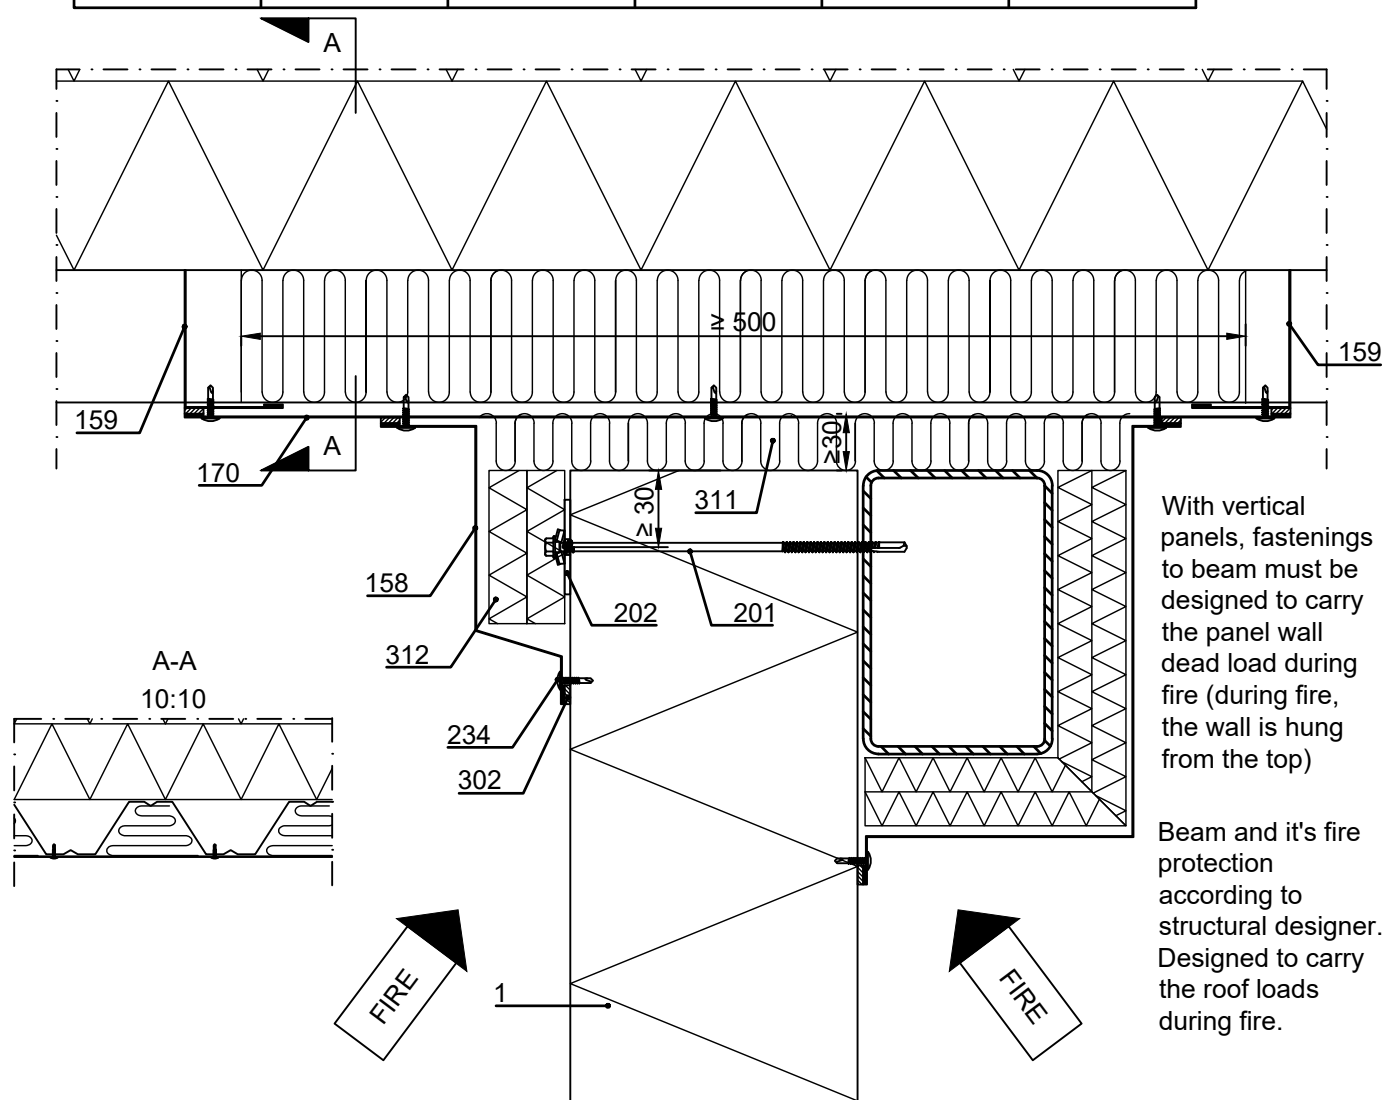 A
≥ 500
159
159
A
170
≥30
311
≥ 30
With vertical
panels, fastenings
to beam must be
designed to carry
the panel wall
dead load during
fire (during fire,
the wall is hung
from the top)
158
202
201
312
A-A
10:10
234
302
Beam and it's fire
protection
according to
structural designer.
Designed to carry
the roof loads
during fire.
FIRE
1
FIRE